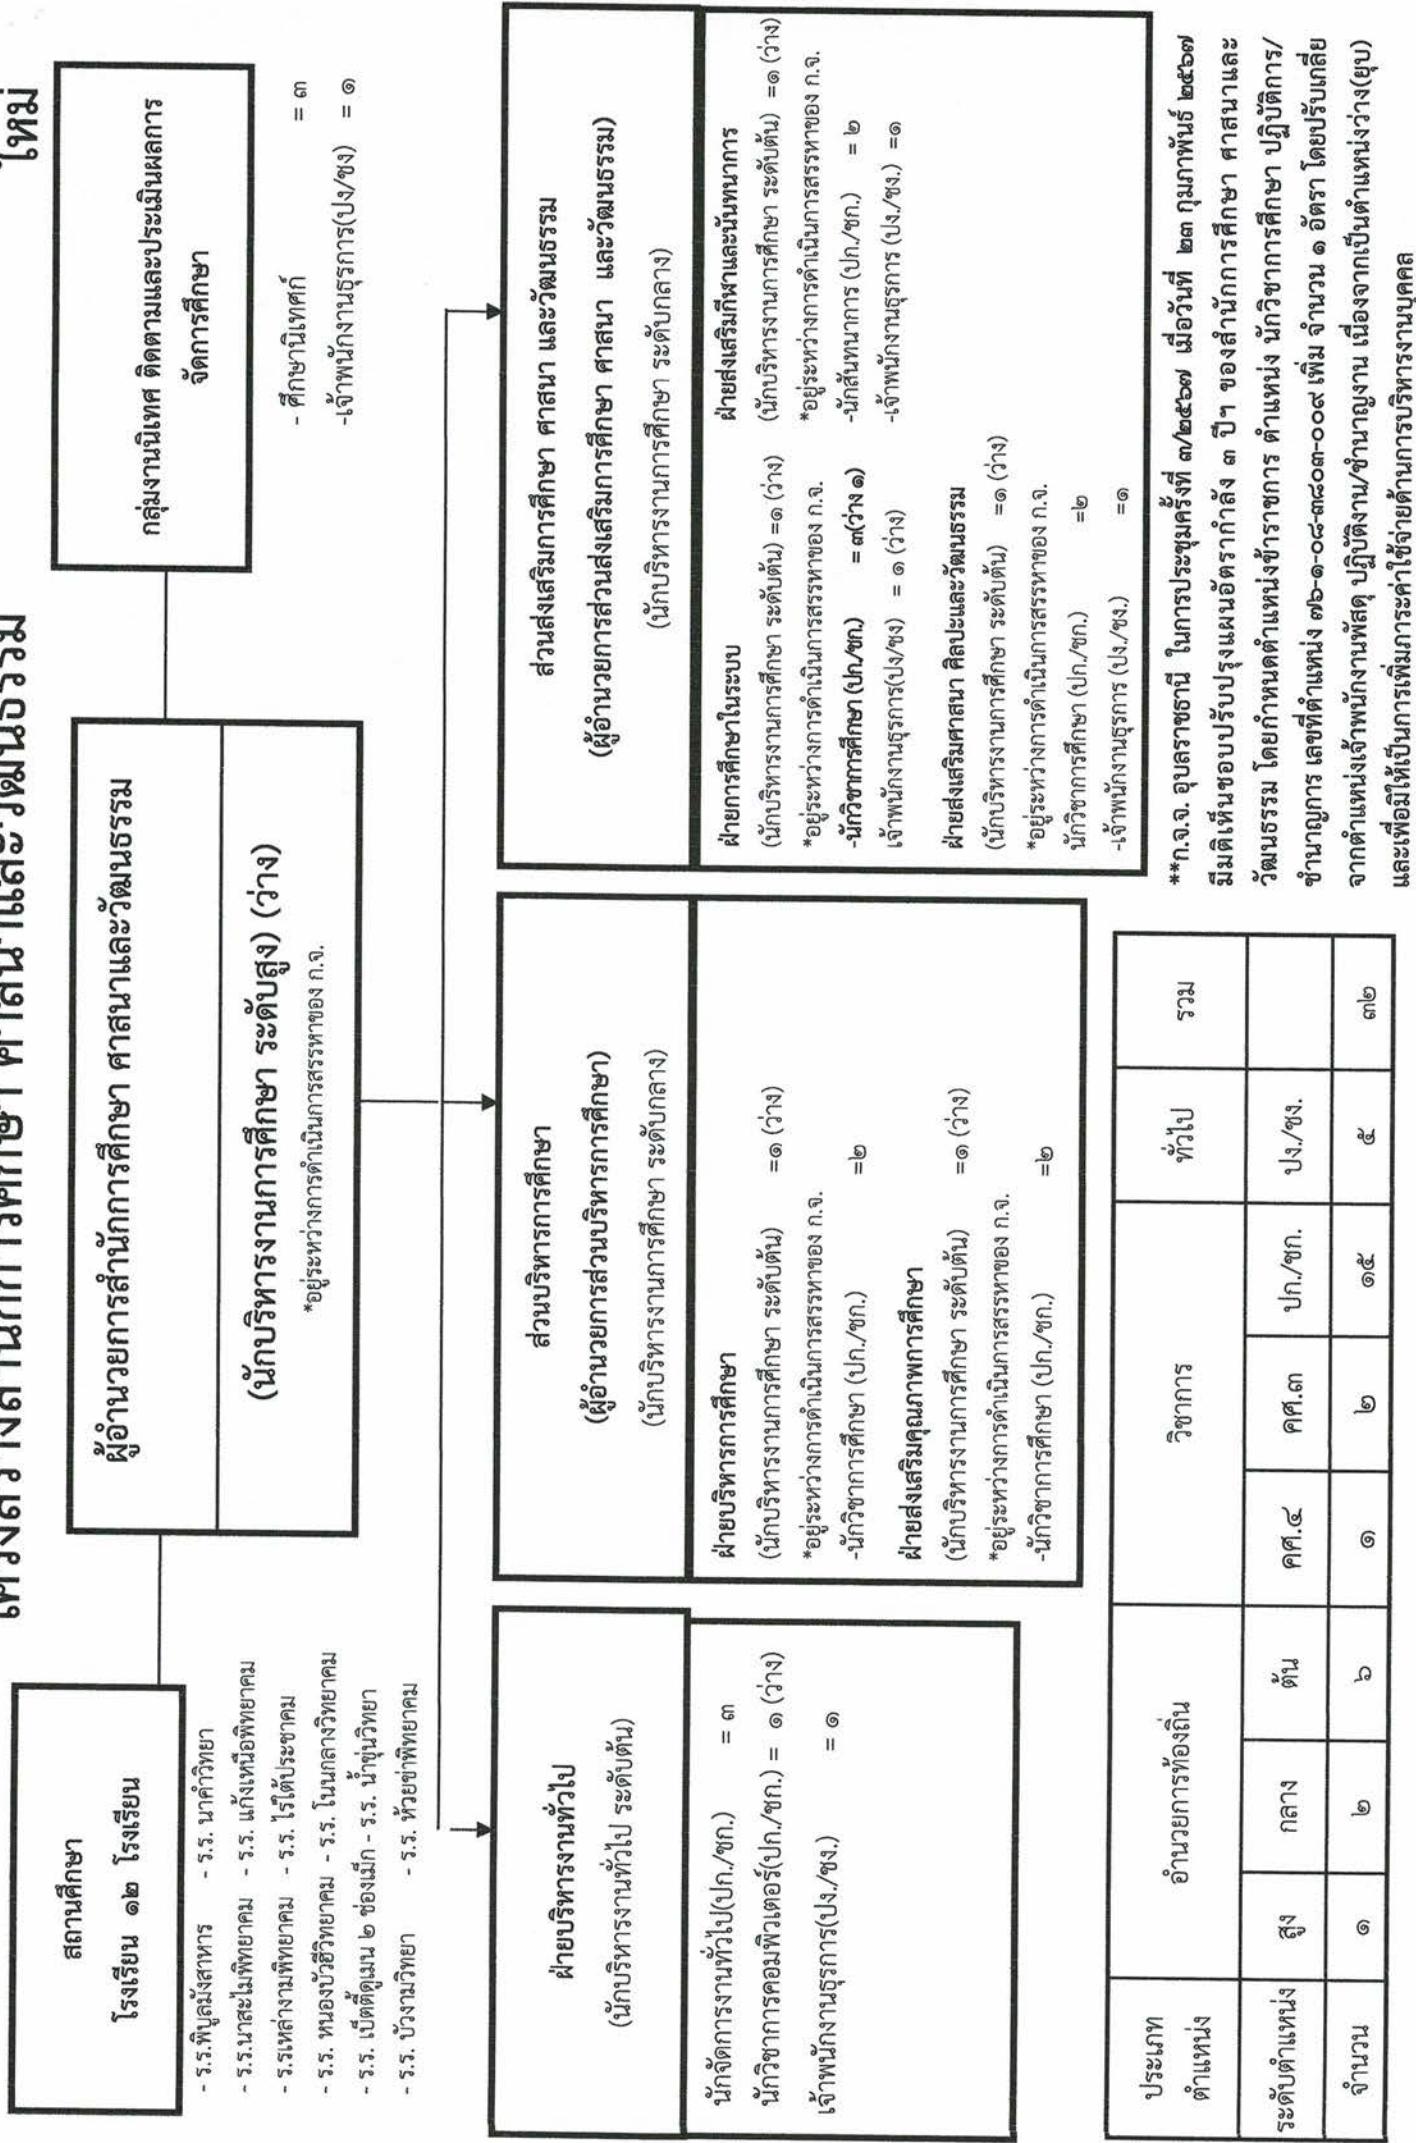 โครงสร้างสำนักการศึกษา ศาสนาและวัฒนธรรม
ใหม่
สถานศึกษา
โรงเรียน ๑๒ โรงเรียน
- ร.ร.พิบูลมังสาหาร - ร.ร. นาคำวิทยา
- ร.ร.นาสะไมพิทยาคม - ร.ร. แก้งเหนือพิทยาคม
- ร.รเหล่างามพิทยาคม - ร.ร. ไร่ใต้ประชาคม
- ร.ร. หนองบัวฮีวิทยาคม - ร.ร. โนนกลางวิทยาคม
- ร.ร. เบ็ตตี้ดูเมน ๒ ช่องเม็ก - ร.ร. น้ำขุ่นวิทยา
- ร.ร. บัวงามวิทยา - ร.ร. ห้วยข่าพิทยาคม
ผู้อำนวยการสำนักการศึกษา ศาสนาและวัฒนธรรม
(นักบริหารงานการศึกษา ระดับสูง) (ว่าง)
*อยู่ระหว่างการดำเนินการสรรหาของ ก.จ.
กลุ่มงานนิเทศ ติดตามและประเมินผลการ
จัดการศึกษา
- ศึกษานิเทศก์ = ๓
-เจ้าพนักงานธุรการ(ปง/ชง) = ๑
ฝ่ายบริหารงานทั่วไป
(นักบริหารงานทั่วไป ระดับต้น)
นักจัดการงานทั่วไป(ปก./ชก.) = ๓
นักวิชาการคอมพิวเตอร์(ปก./ชก.) = ๑ (ว่าง)
เจ้าพนักงานธุรการ(ปง./ชง.) = ๑
ส่วนบริหารการศึกษา
(ผู้อำนวยการส่วนบริหารการศึกษา)
(นักบริหารงานการศึกษา ระดับกลาง)
ฝ่ายบริหารการศึกษา
(นักบริหารงานการศึกษา ระดับต้น) =๑ (ว่าง)
*อยู่ระหว่างการดำเนินการสรรหาของ ก.จ.
-นักวิชาการศึกษา (ปก./ชก.) =๒
ฝ่ายส่งเสริมคุณภาพการศึกษา
(นักบริหารงานการศึกษา ระดับต้น) =๑ (ว่าง)
*อยู่ระหว่างการดำเนินการสรรหาของ ก.จ.
-นักวิชาการศึกษา (ปก./ชก.) =๒
ส่วนส่งเสริมการศึกษา ศาสนา และวัฒนธรรม
(ผู้อำนวยการส่วนส่งเสริมการศึกษา ศาสนา และวัฒนธรรม)
(นักบริหารงานการศึกษา ระดับกลาง)
ฝ่ายการศึกษาในระบบ
(นักบริหารงานการศึกษา ระดับต้น) =๑ (ว่าง)
*อยู่ระหว่างการดำเนินการสรรหาของ ก.จ.
-นักวิชาการศึกษา (ปก./ชก.) = ๓(ว่าง ๑)
เจ้าพนักงานธุรการ(ปง/ชง) = ๑ (ว่าง)
ฝ่ายส่งเสริมศาสนา ศิลปะและวัฒนธรรม
(นักบริหารงานการศึกษา ระดับต้น) =๑ (ว่าง)
*อยู่ระหว่างการดำเนินการสรรหาของ ก.จ.
นักวิชาการศึกษา (ปก./ชก.) =๒
-เจ้าพนักงานธุรการ (ปง./ชง.) =๑
ฝ่ายส่งเสริมกีฬาและนันทนาการ
(นักบริหารงานการศึกษา ระดับต้น) =๑ (ว่าง)
*อยู่ระหว่างการดำเนินการสรรหาของ ก.จ.
-นักสันทนาการ (ปก./ชก.) = ๒
-เจ้าพนักงานธุรการ (ปง./ชง.) =๑
ประเภทตำแหน่ง อำนวยการท้องถิ่น วิชาการ ทั่วไป รวม
ระดับตำแหน่ง สูง กลาง ต้น คศ.๔ คศ.๓ ปก./ชก. ปง./ชง.
จำนวน ๑ ๒ ๖ ๑ ๒ ๑๕ ๕ ๓๒
**ก.จ.จ. อุบลราชธานี ในการประชุมครั้งที่ ๓/๒๕๖๗ เมื่อวันที่ ๒๓ กุมภาพันธ์ ๒๕๖๗
มีมติเห็นชอบปรับปรุงแผนอัตรากำลัง ๓ ปีฯ ของสำนักการศึกษา ศาสนาและ
วัฒนธรรม โดยกำหนดตำแหน่งข้าราชการ ตำแหน่ง นักวิชาการศึกษา ปฏิบัติการ/
ชำนาญการ เลขที่ตำแหน่ง ๗๖-๑-๐๘-๓๘๐๓-๐๐๙ เพิ่ม จำนวน ๑ อัตรา โดยปรับเกลี่ย
จากตำแหน่งเจ้าพนักงานพัสดุ ปฏิบัติงาน/ชำนาญงาน เนื่องจากเป็นตำแหน่งว่าง(ยุบ)
และเพื่อมิให้เป็นการเพิ่มภาระค่าใช้จ่ายด้านการบริหารงานบุคคล